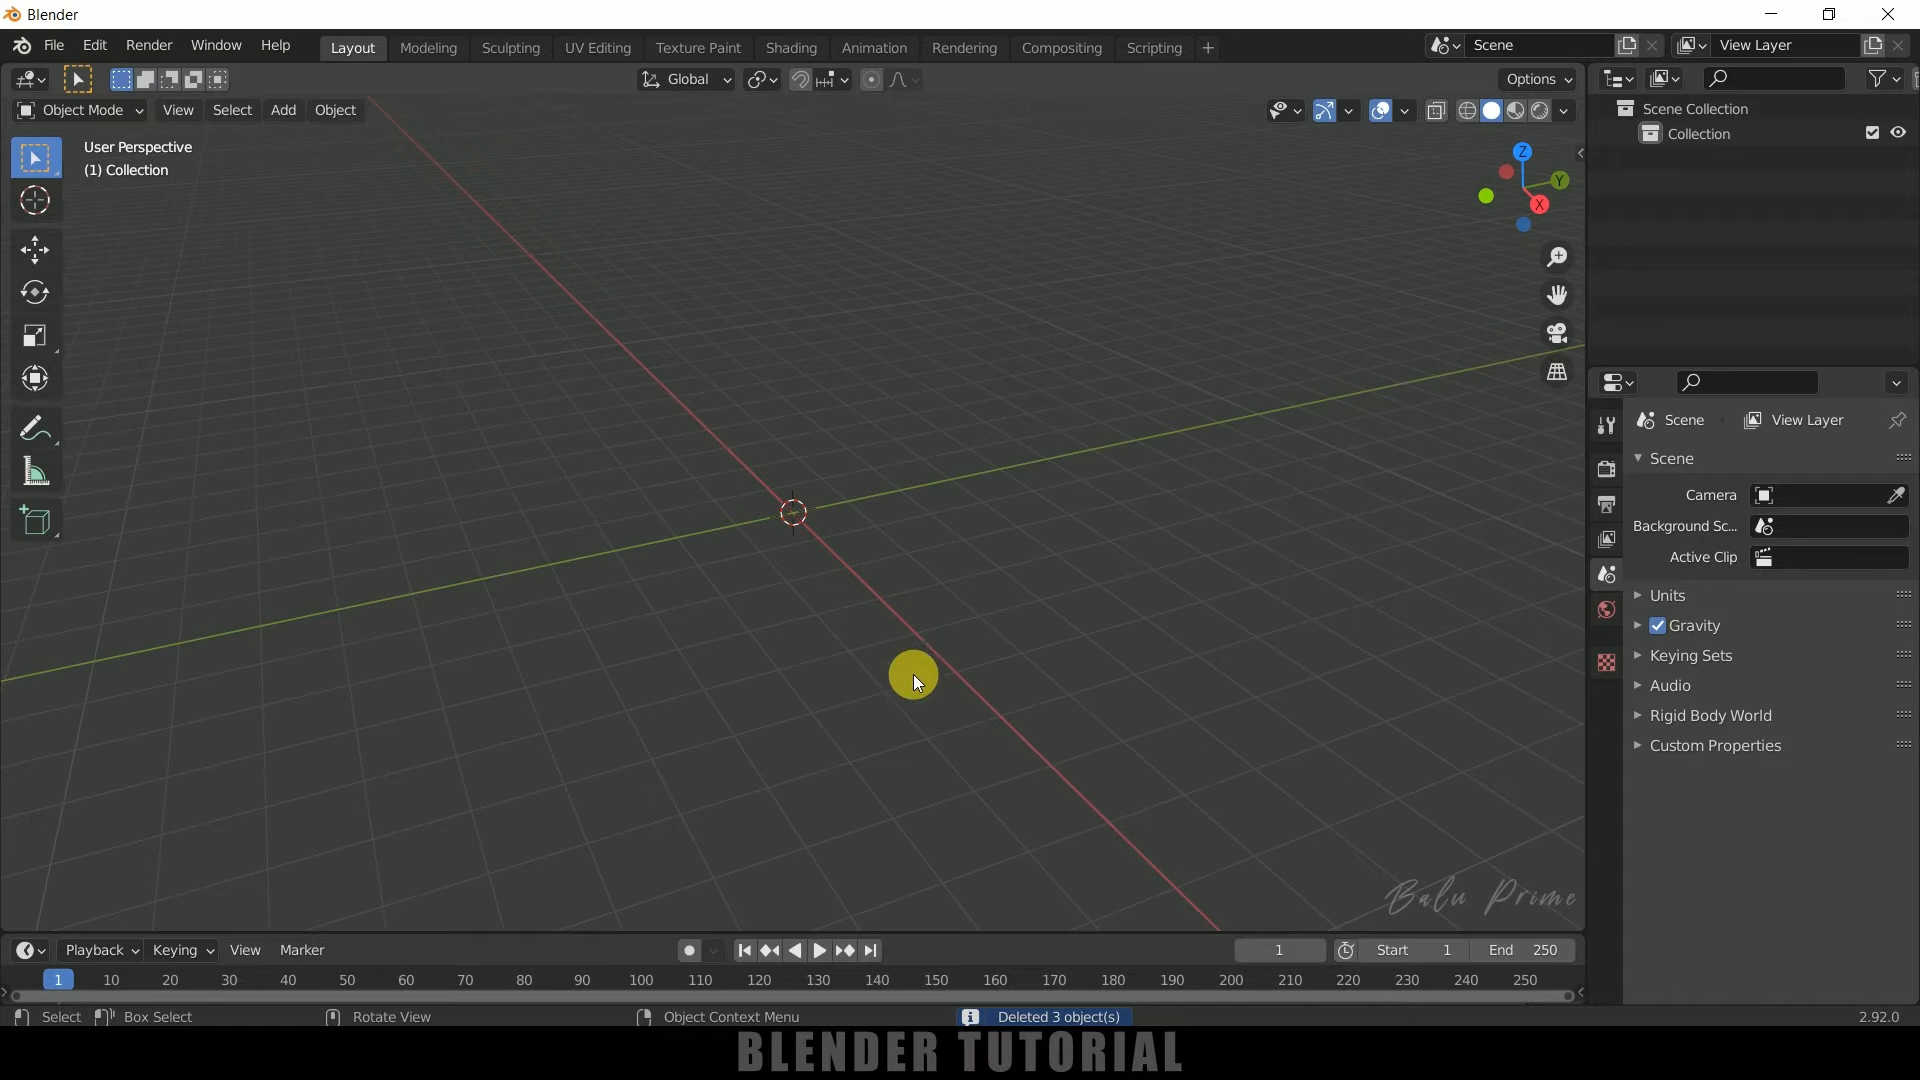 Blender
File Edit Render Window Help Layout Modeling Sculpting UV Editing Texture Paint Shading Animation Rendering Compositing Scripting + Scene View Layer
Global Options
Object Mode View Select Add Object
User Perspective
(1) Collection
Z
Y
X
Scene Collection
Collection
Scene View Layer
Scene
Camera
Background Sc...
Active Clip
Units
Gravity
Keying Sets
Audio
Rigid Body World
Custom Properties
Balu Prime
Playback Keying View Marker 1 Start 1 End 250
1 10 20 30 40 50 60 70 80 90 100 110 120 130 140 150 160 170 180 190 200 210 220 230 240 250
Select Box Select Rotate View Object Context Menu Deleted 3 object(s) 2.92.0
BLENDER TUTORIAL